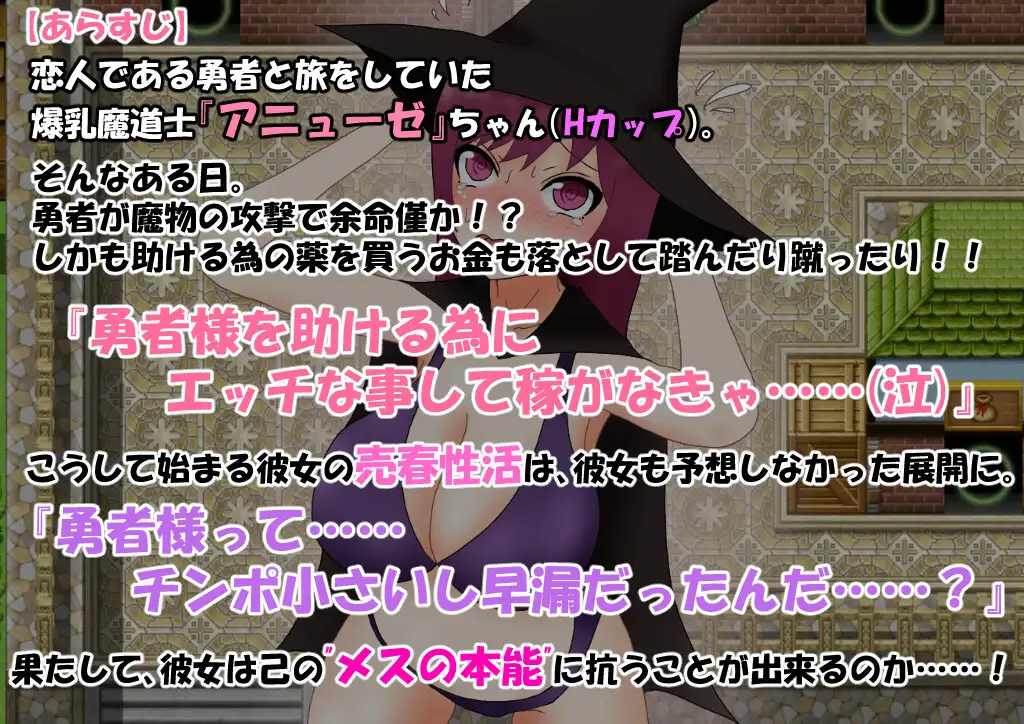 【あらすじ】
恋人である勇者と旅をしていた
爆乳魔道士『アニューゼ』ちゃん(Hカップ)。
そんなある日。
勇者が魔物の攻撃で余命僅か！？
しかも助ける為の薬を買うお金も落として踏んだり蹴ったり！！
『勇者様を助ける為に
エッチな事して稼がなきゃ……(泣)』
こうして始まる彼女の売春性活は、彼女も予想しなかった展開に。
『勇者様って……
チンポ小さいし早漏だったんだ……？』
果たして、彼女は己の"メスの本能"に抗うことが出来るのか……！